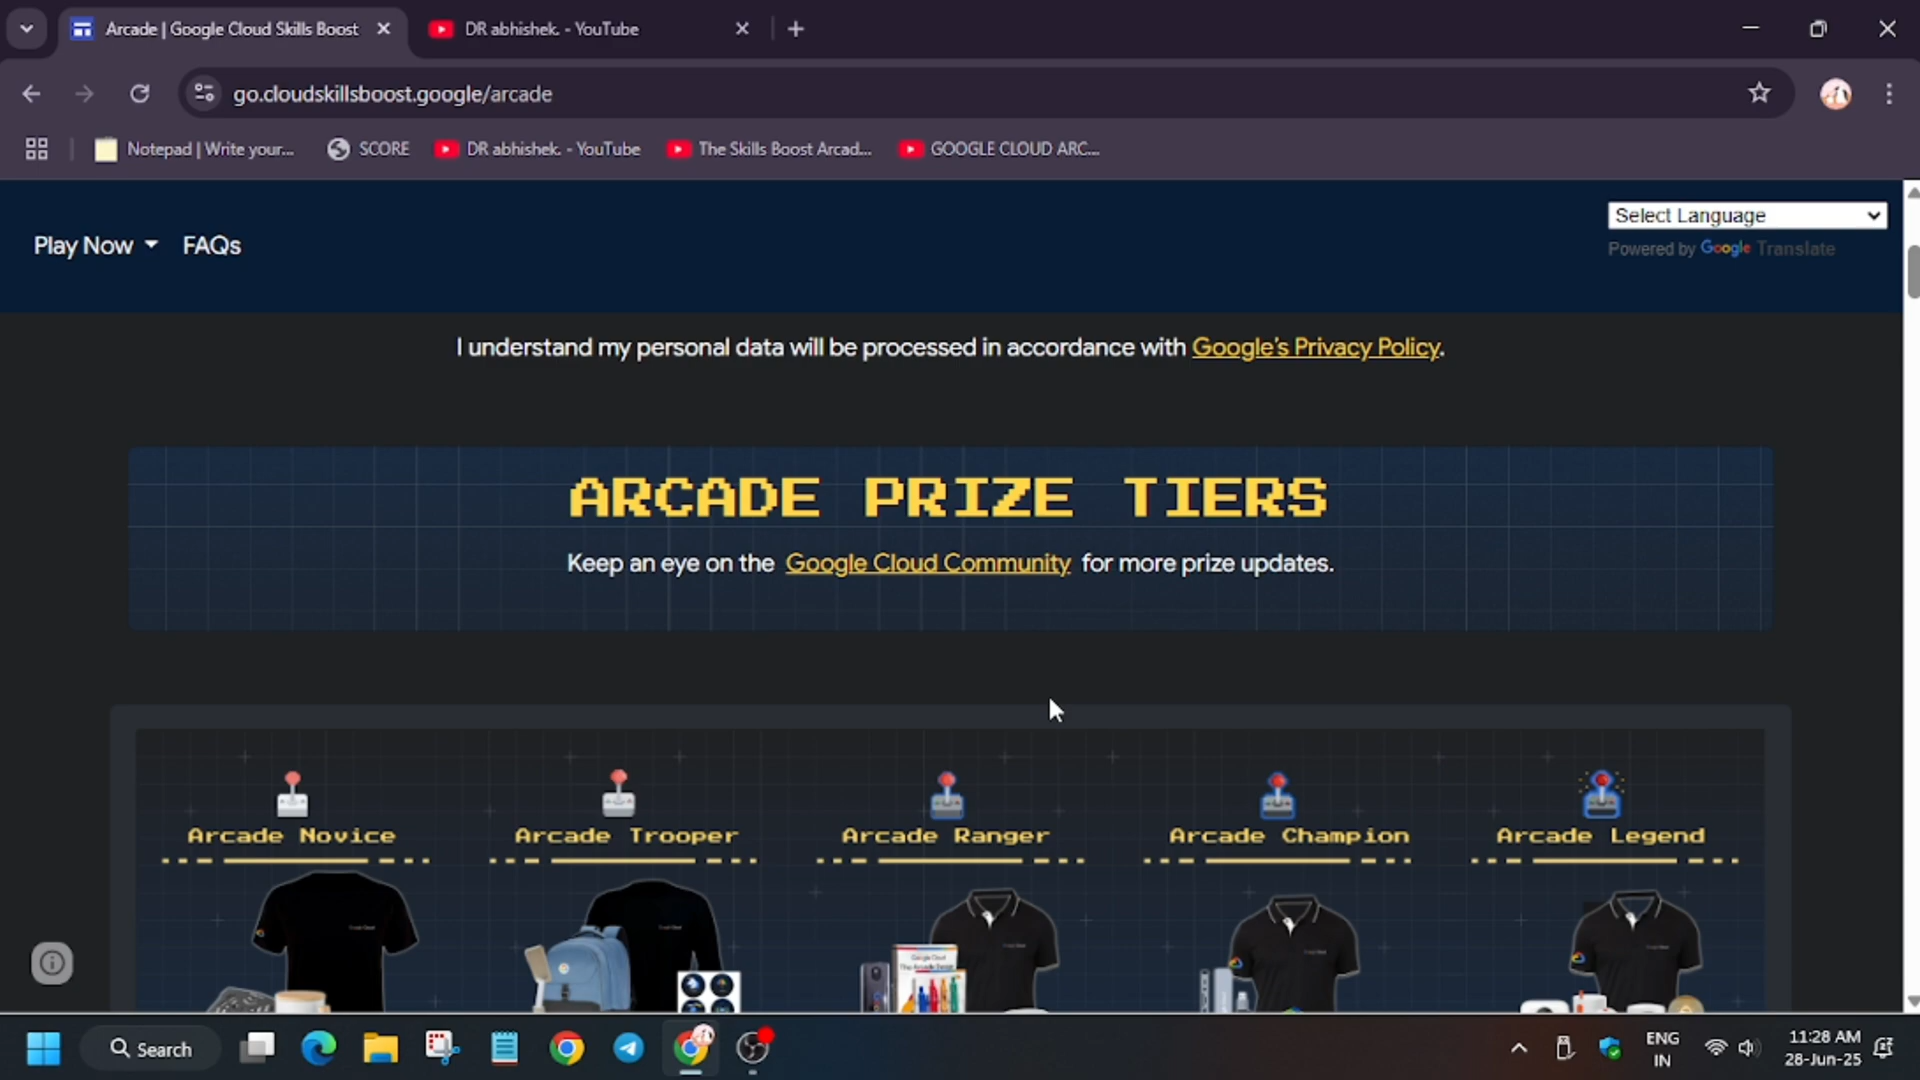 Arcade | Google Cloud Skills Boost
DR abhishek. - YouTube
go.cloudskillsboost.google/arcade
Notepad | Write your...
SCORE
DR abhishek. - YouTube
The Skills Boost Arcad...
GOOGLE CLOUD ARC...
Play Now
FAQs
Select Language
Powered by Google Translate
I understand my personal data will be processed in accordance with Google's Privacy Policy.
ARCADE PRIZE TIERS
Keep an eye on the Google Cloud Community for more prize updates.
Arcade Novice
Arcade Trooper
Arcade Ranger
Arcade Champion
Arcade Legend
Search
ENG
IN
11:28 AM
28-Jun-25